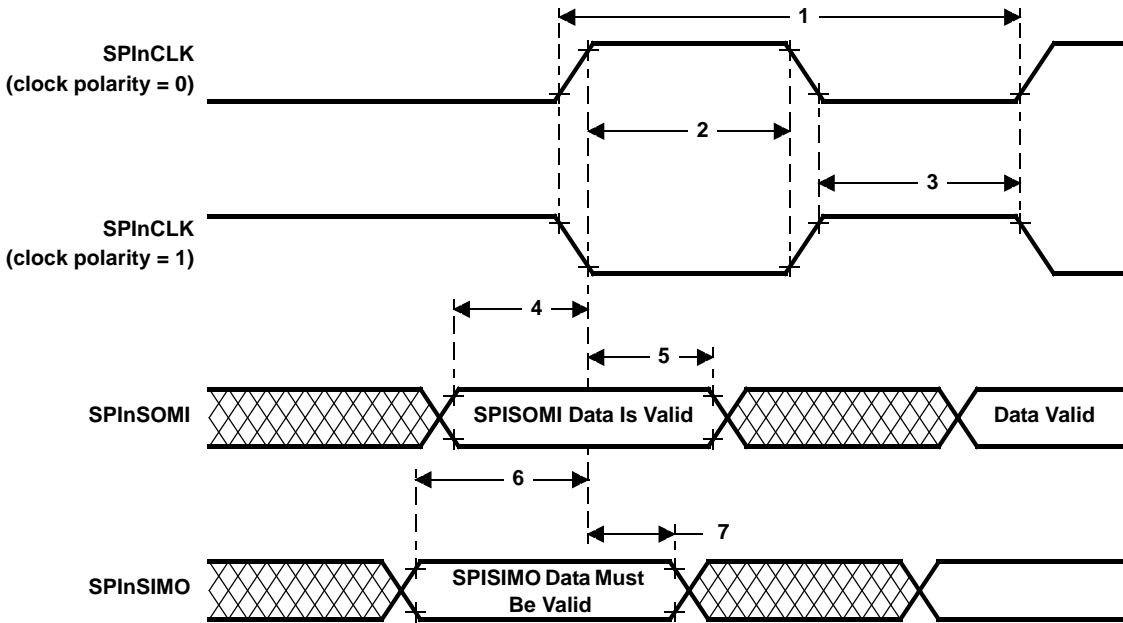 1
SPInCLK
(clock polarity = 0)
2
3
SPInCLK
(clock polarity = 1)
4
5
SPInSOMI
SPISOMI Data Is Valid
Data Valid
6
7
SPInSIMO
SPISIMO Data Must
Be Valid